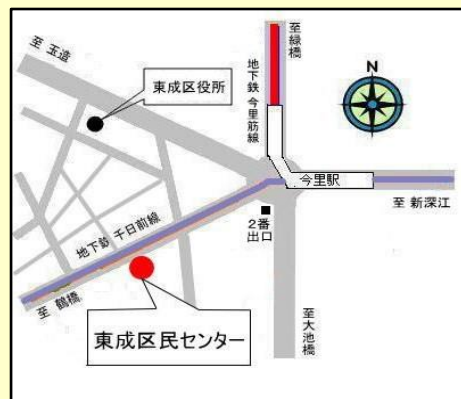 至 玉造
東成区役所
至緑橋
地下鉄 今里筋線
N
今里駅
至 新深江
2番
出口
地下鉄 千日前線
至 鶴橋
東成区民センター
至大池橋